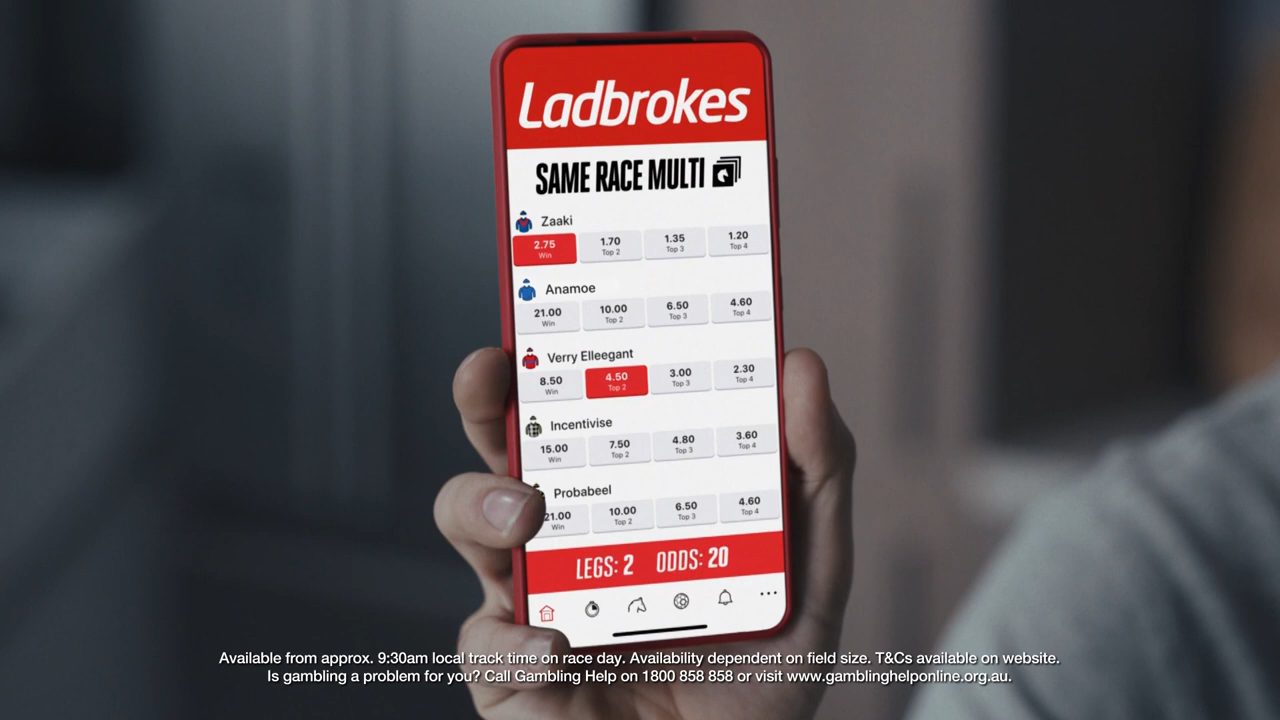 Ladbrokes
SAME RACE MULTI
Zaaki
2.75 1.70 1.35 1.20
Win Top 2 Top 3 Top 4
Anamoe
21.00 10.00 6.50 4.60
Win Top 2 Top 3 Top 4
Verry Elleegant
8.50 4.50 3.00 2.30
Win Top 2 Top 3 Top 4
Incentivise
15.00 7.50 4.80 3.60
Win Top 2 Top 3 Top 4
Probabeel
21.00 10.00 6.50 4.60
Win Top 2 Top 3 Top 4
LEGS: 2 ODDS: 20
Available from approx. 9:30am local track time on race day. Availability dependent on field size. T&Cs available on website.
Is gambling a problem for you? Call Gambling Help on 1800 858 858 or visit www.gamblinghelponline.org.au.